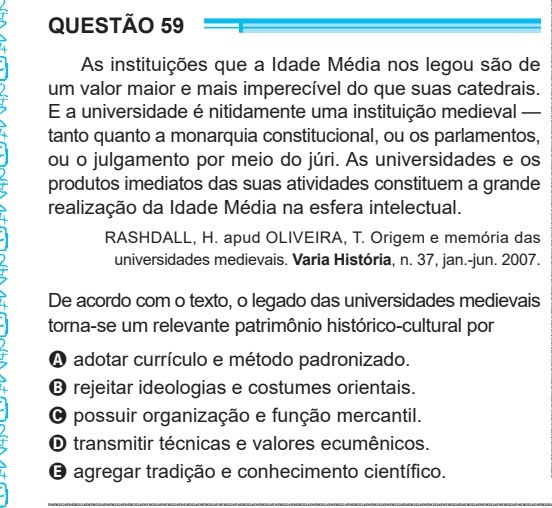 QUESTÃO 59
As instituições que a Idade Média nos legou são de
um valor maior e mais imperecível do que suas catedrais.
E a universidade é nitidamente uma instituição medieval —
tanto quanto a monarquia constitucional, ou os parlamentos,
ou o julgamento por meio do júri. As universidades e os
produtos imediatos das suas atividades constituem a grande
realização da Idade Média na esfera intelectual.
RASHDALL, H. apud OLIVEIRA, T. Origem e memória das
universidades medievais. Varia História, n. 37, jan.-jun. 2007.
De acordo com o texto, o legado das universidades medievais
torna-se um relevante patrimônio histórico-cultural por
A adotar currículo e método padronizado.
B rejeitar ideologias e costumes orientais.
C possuir organização e função mercantil.
D transmitir técnicas e valores ecumênicos.
E agregar tradição e conhecimento científico.